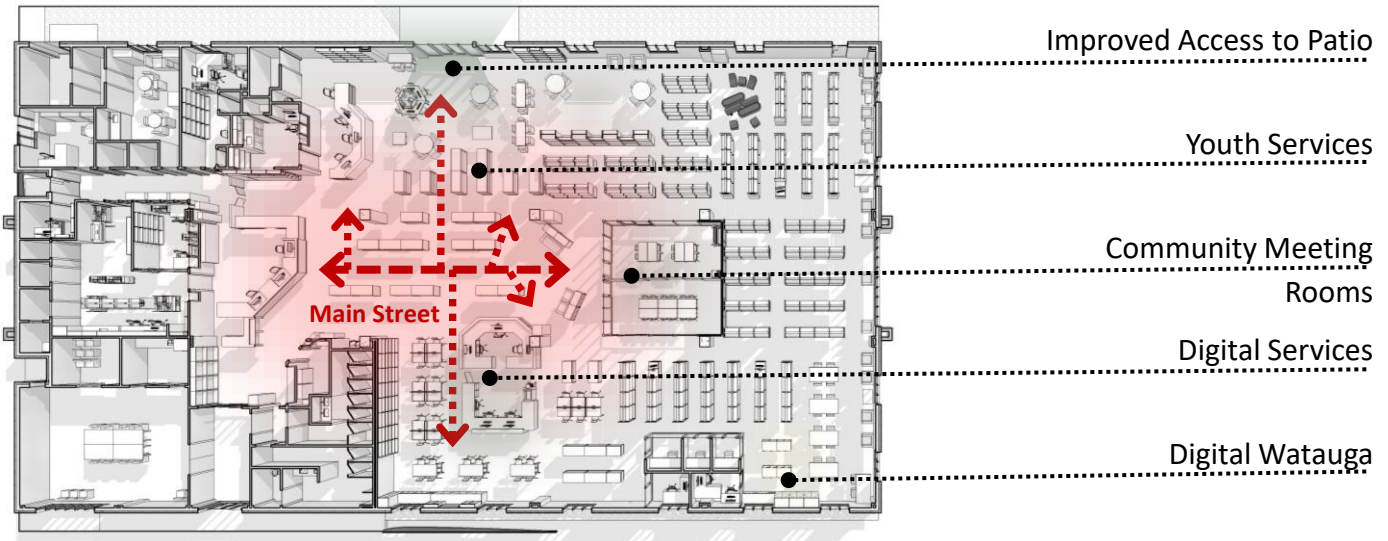 Improved Access to Patio
Youth Services
Community Meeting
Rooms
Main Street
Digital Services
Digital Watauga